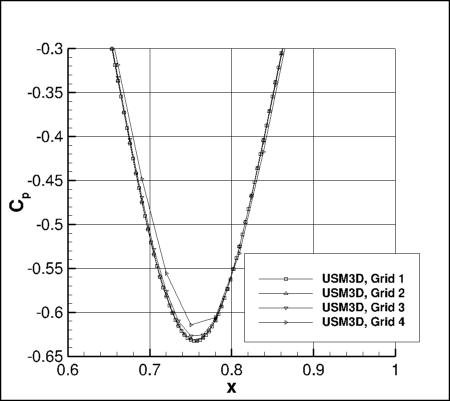 -0.3
-0.35
-0.4
-0.45
-0.5
-0.55
-0.6
-0.65
Cp
0.6 0.7 0.8 0.9 1
x
USM3D, Grid 1
USM3D, Grid 2
USM3D, Grid 3
USM3D, Grid 4